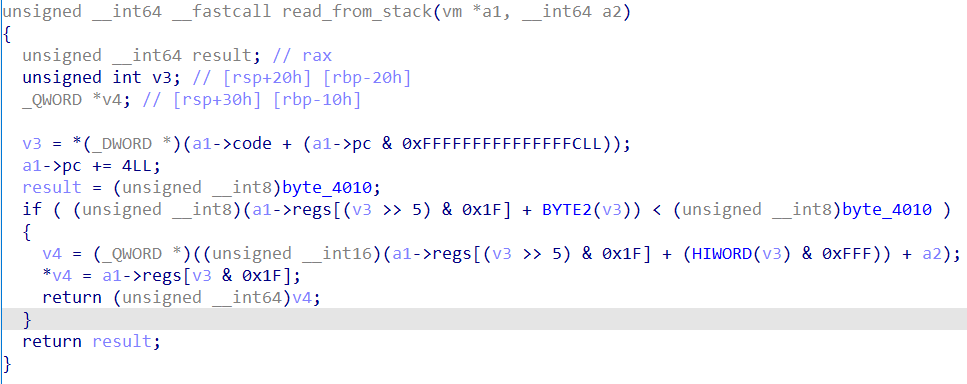 unsigned __int64 __fastcall read_from_stack(vm *a1, __int64 a2)
{
  unsigned __int64 result; // rax
  unsigned int v3; // [rsp+20h] [rbp-20h]
  _QWORD *v4; // [rsp+30h] [rbp-10h]

  v3 = *(_DWORD *)(a1->code + (a1->pc & 0xFFFFFFFFFFFFFFFCLL));
  a1->pc += 4LL;
  result = (unsigned __int8)byte_4010;
  if ( (unsigned __int8)(a1->regs[(v3 >> 5) & 0x1F] + BYTE2(v3)) < (unsigned __int8)byte_4010 )
  {
    v4 = (_QWORD *)((unsigned __int16)(a1->regs[(v3 >> 5) & 0x1F] + (HIWORD(v3) & 0xFFF)) + a2);
    *v4 = a1->regs[v3 & 0x1F];
    return (unsigned __int64)v4;
  }
  return result;
}